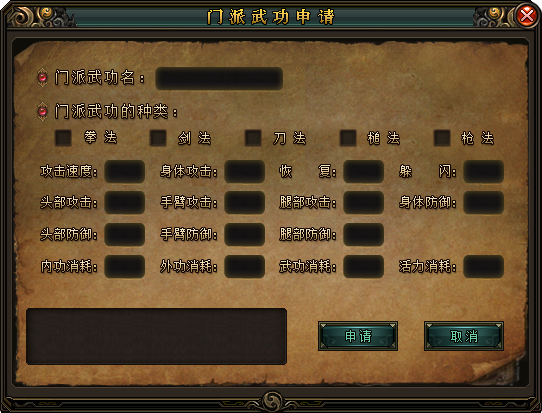 门派武功申请
门派武功名：
门派武功的种类：
拳法 剑法 刀法 槌法 枪法
攻击速度： 身体攻击： 恢复： 躲闪：
头部攻击： 手臂攻击： 腿部攻击： 身体防御：
头部防御： 手臂防御： 腿部防御：
内功消耗： 外功消耗： 武功消耗： 活力消耗：
申请 取消